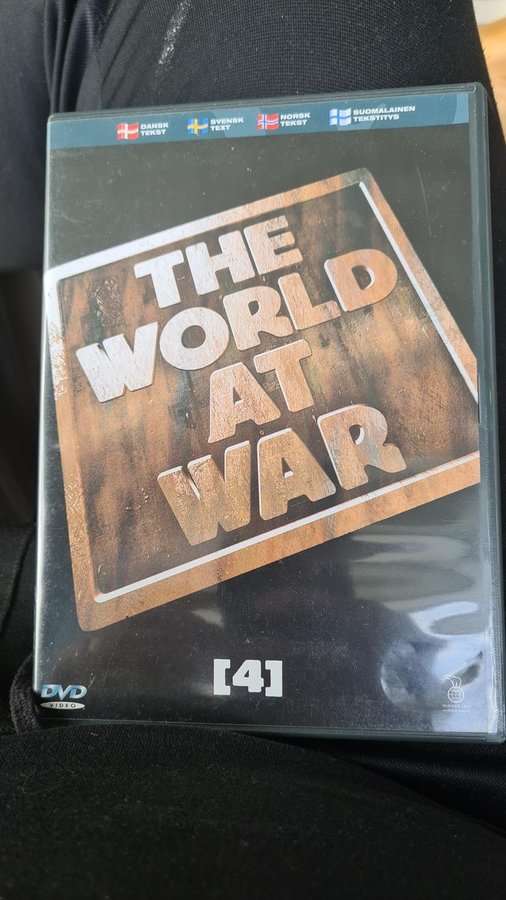 DANSK
TEKST
SVENSK
TEXT
NORSK
TEKST
SUOMALAINEN
TEKSTITYS
THE
WORLD
AT
WAR
[4]
DVD
VIDEO